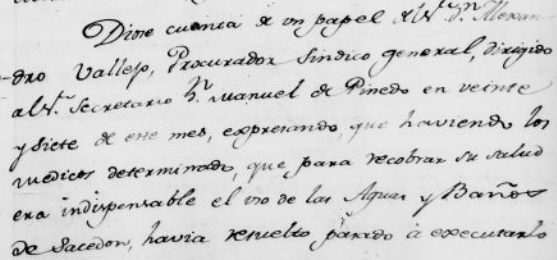 Diose cuenta de un papel del Sr. Dn. Alexan
dro Vallejo, Procurador Sindico general, dirigido
al Sr. Secretario Dn. Manuel de Pinedo en veinte
y siete de este mes, expresando, que haviendo los
medicos determinado, que para recobrar su salud
era indispensable el uso de las Aguas y Baños
de Sacedon, havia resuelto pasado à executarlo